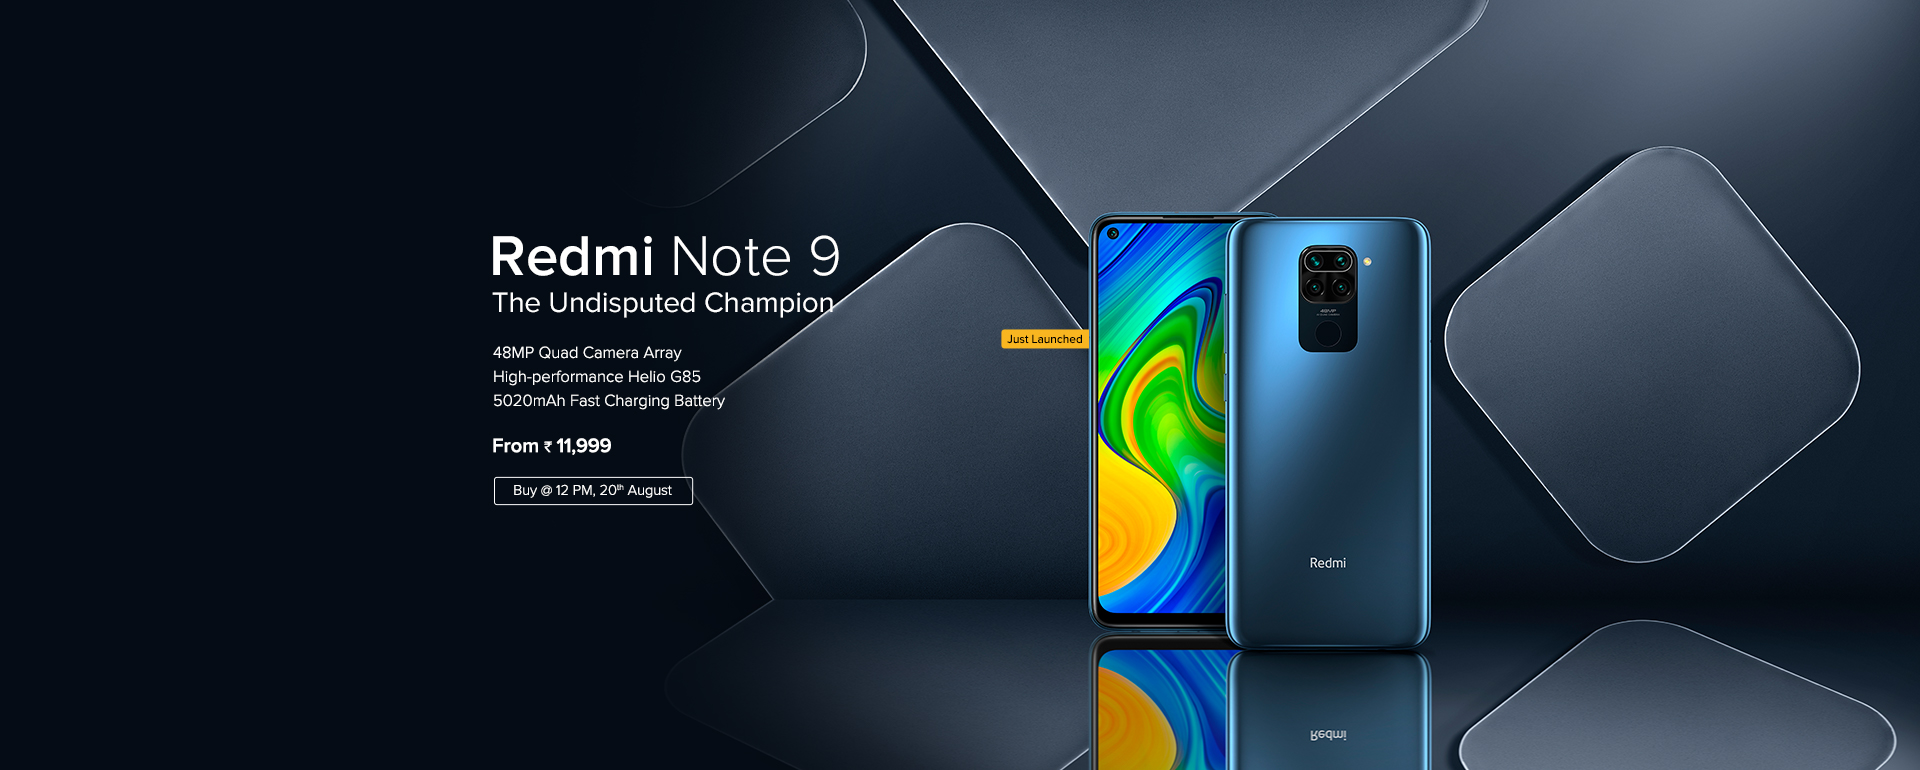 Redmi Note 9
The Undisputed Champion
48MP Quad Camera Array
High-performance Helio G85
5020mAh Fast Charging Battery
From ₹ 11,999
Buy @ 12 PM, 20th August
Just Launched
48MP
Redmi
Redmi